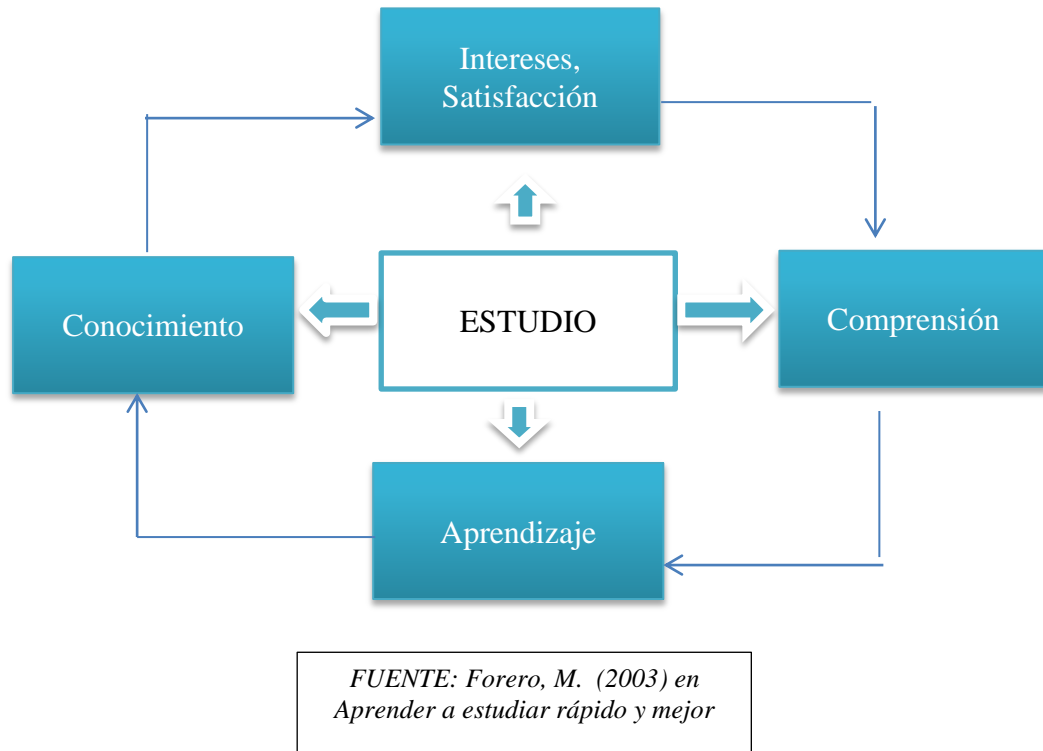 Intereses,
Satisfacción
Conocimiento
ESTUDIO
Comprensión
Aprendizaje
FUENTE: Forero, M. (2003) en
Aprender a estudiar rápido y mejor